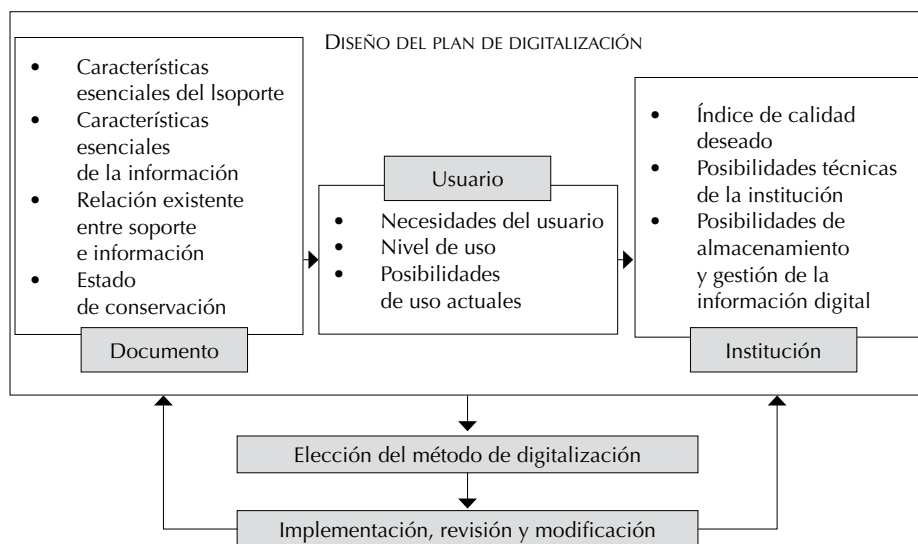 DISEÑO DEL PLAN DE DIGITALIZACIÓN
• Características
esenciales del lsoporte
• Características
esenciales
de la información
• Relación existente
entre soporte
e información
• Estado
de conservación
Documento
Usuario
• Necesidades del usuario
• Nivel de uso
• Posibilidades
de uso actuales
• Índice de calidad
deseado
• Posibilidades técnicas
de la institución
• Posibilidades de
almacenamiento
y gestión de la
información digital
Institución
Elección del método de digitalización
Implementación, revisión y modificación